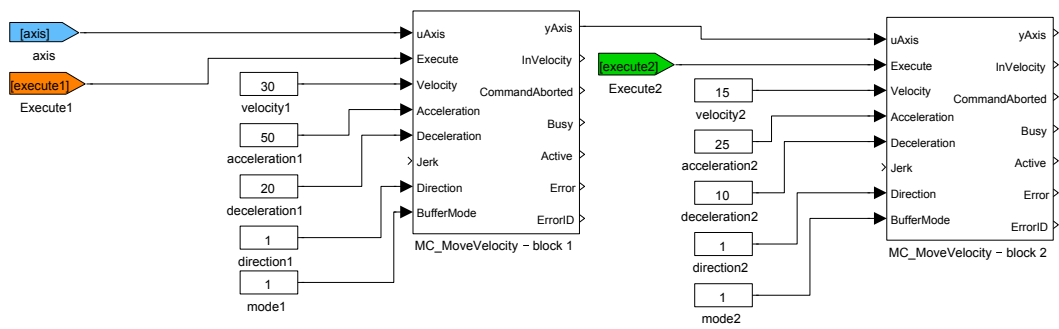 [axis]
axis
[execute1]
Execute1
30
velocity1
50
acceleration1
20
deceleration1
1
direction1
1
mode1
uAxis
Execute
Velocity
Acceleration
Deceleration
Jerk
Direction
BufferMode
yAxis
InVelocity
CommandAborted
Busy
Active
Error
ErrorID
MC_MoveVelocity − block 1
[execute2]
Execute2
15
velocity2
25
acceleration2
10
deceleration2
1
direction2
1
mode2
uAxis
Execute
Velocity
Acceleration
Deceleration
Jerk
Direction
BufferMode
yAxis
InVelocity
CommandAborted
Busy
Active
Error
ErrorID
MC_MoveVelocity − block 2